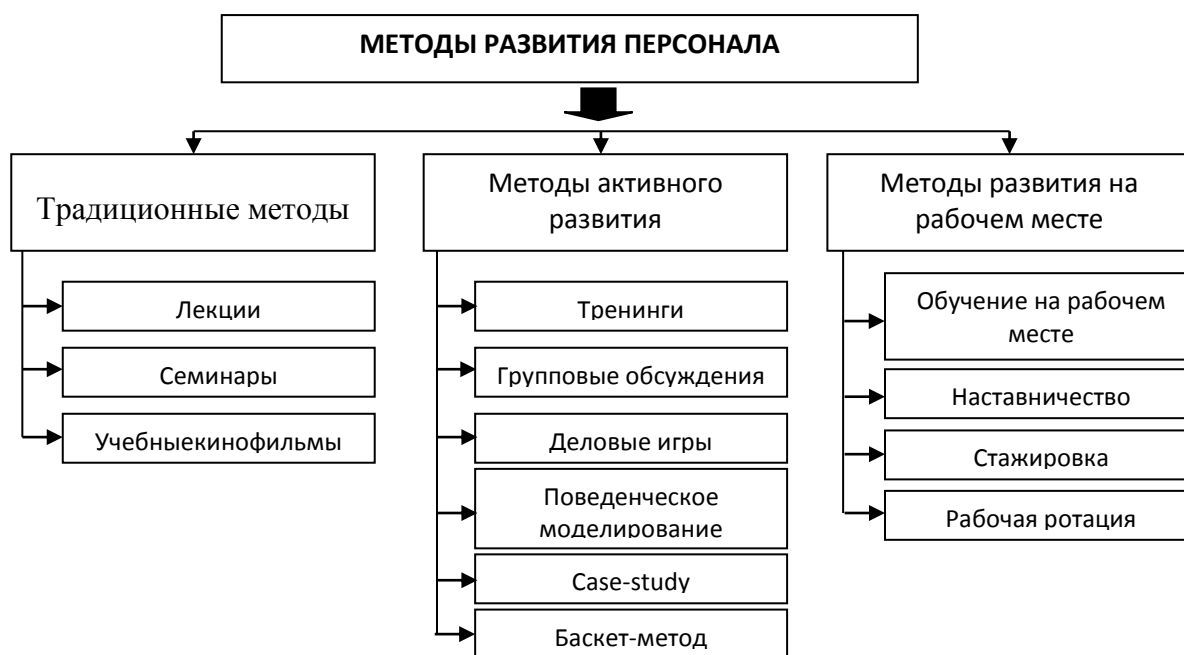 МЕТОДЫ РАЗВИТИЯ ПЕРСОНАЛА
Традиционные методы
Лекции
Семинары
Учебныекинофильмы
Методы активного
развития
Тренинги
Групповые обсуждения
Деловые игры
Поведенческое
моделирование
Case-study
Баскет-метод
Методы развития на
рабочем месте
Обучение на рабочем
месте
Наставничество
Стажировка
Рабочая ротация